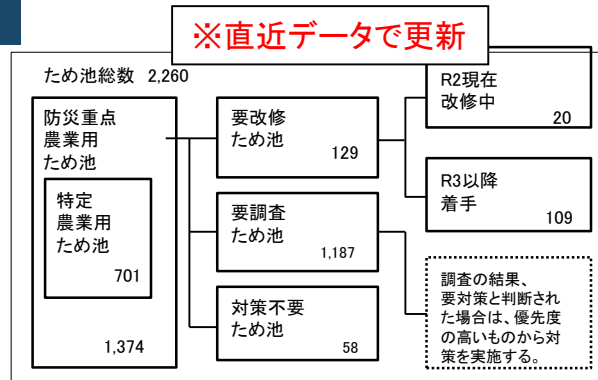 ※直近データで更新
ため池総数 2,260
防災重点
農業用
ため池
特定
農業用
ため池
701
1,374
要改修
ため池
129
要調査
ため池
1,187
対策不要
ため池
58
R2現在
改修中
20
R3以降
着手
109
調査の結果、
要対策と判断され
た場合は、優先度
の高いものから対
策を実施する。